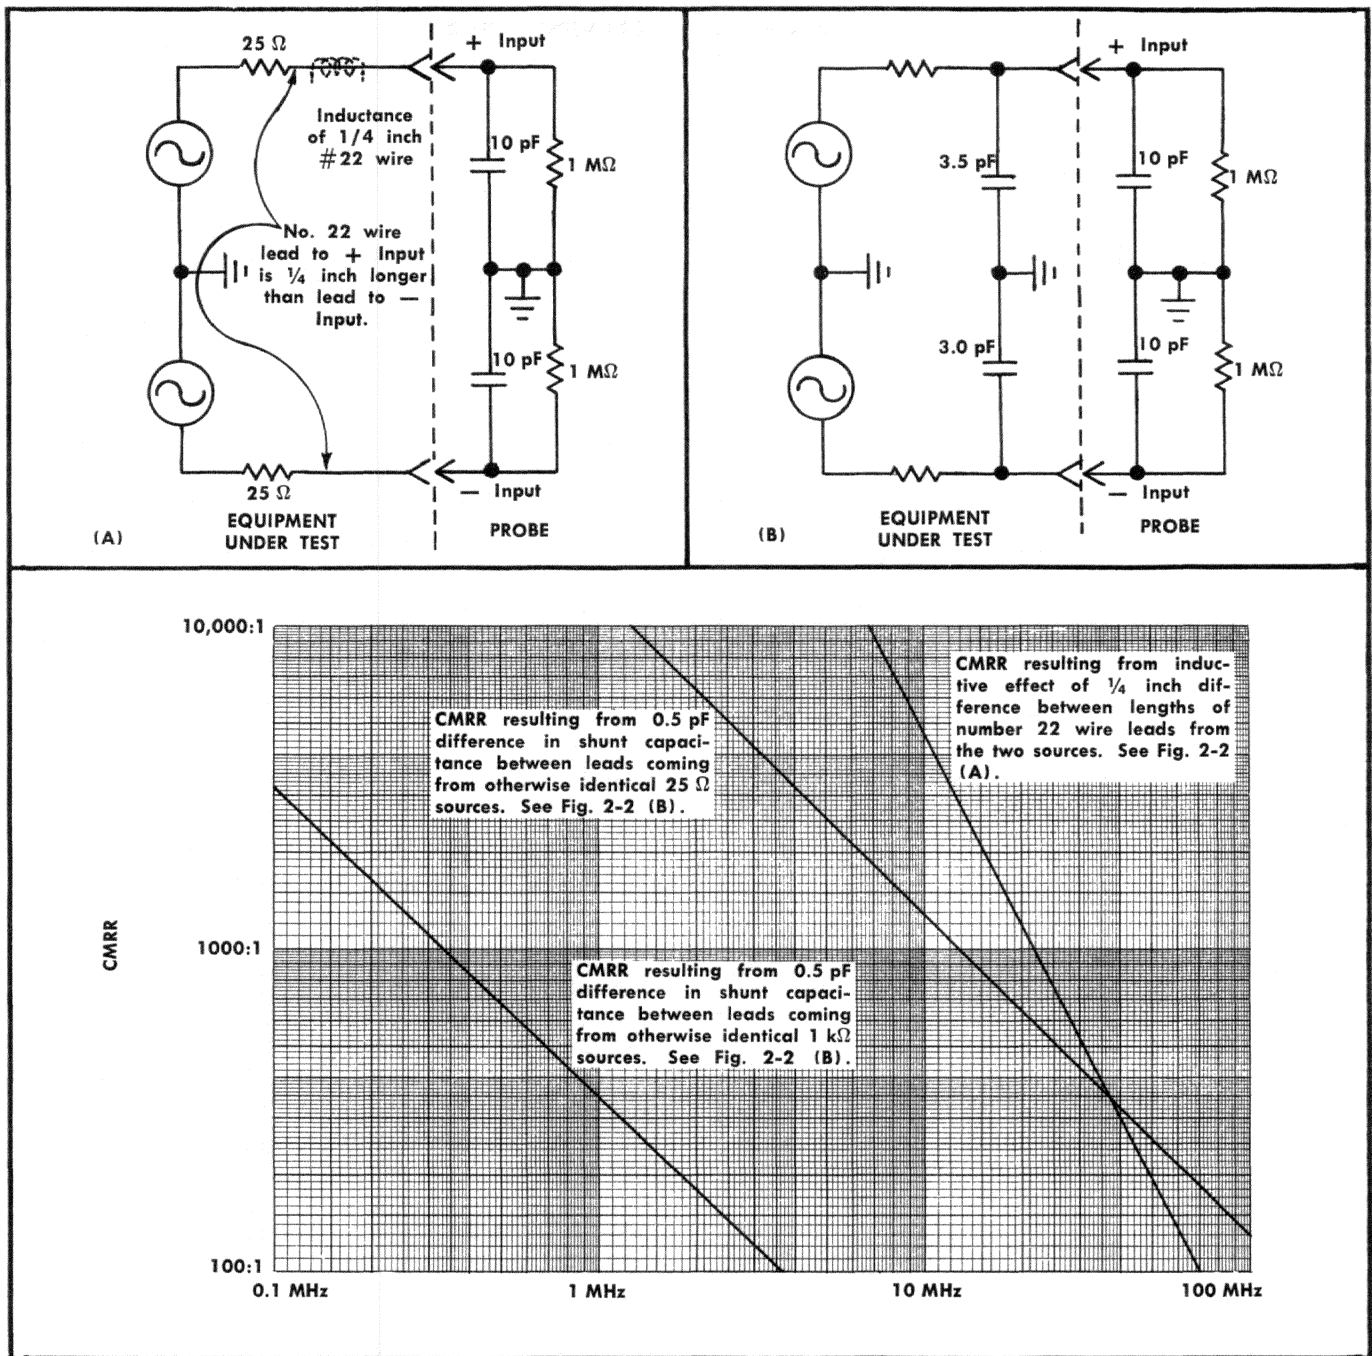 25 Ω
+ Input
Inductance
of 1/4 inch
#22 wire
10 pF
1 MΩ
No. 22 wire
lead to + Input
is ¼ inch longer
than lead to —
Input.
10 pF
1 MΩ
25 Ω
— Input
EQUIPMENT
UNDER TEST
PROBE
(A)
+ Input
3.5 pF
10 pF
1 MΩ
3.0 pF
10 pF
1 MΩ
— Input
EQUIPMENT
UNDER TEST
PROBE
(B)
10,000:1
CMRR resulting from induc-
tive effect of ¼ inch dif-
ference between lengths of
number 22 wire leads from
the two sources. See Fig. 2-2
(A).
CMRR resulting from 0.5 pF
difference in shunt capaci-
tance between leads coming
from otherwise identical 25 Ω
sources. See Fig. 2-2 (B).
CMRR
1000:1
CMRR resulting from 0.5 pF
difference in shunt capaci-
tance between leads coming
from otherwise identical 1 kΩ
sources. See Fig. 2-2 (B).
100:1
0.1 MHz
1 MHz
10 MHz
100 MHz